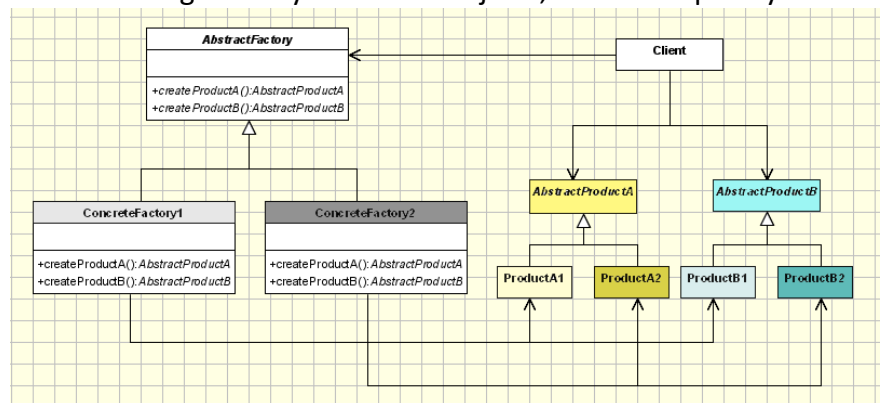 AbstractFactory
Client
+createProductA():AbstractProductA
+createProductB():AbstractProductB
AbstractProductA
AbstractProductB
ConcreteFactory1
ConcreteFactory2
+createProductA():AbstractProductA
+createProductB():AbstractProductB
+createProductA():AbstractProductA
+createProductB():AbstractProductB
ProductA1
ProductA2
ProductB1
ProductB2